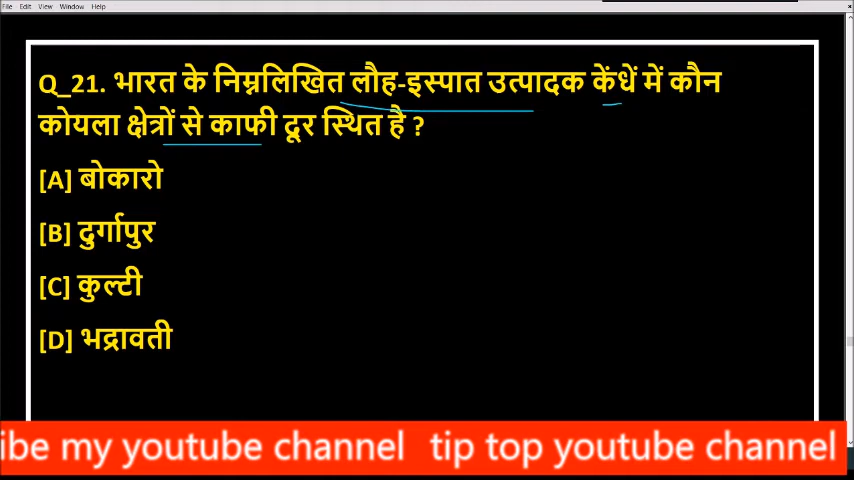 File Edit View Window Help
Q_21. भारत के निम्नलिखित लौह-इस्पात उत्पादक केंधें में कौन
कोयला क्षेत्रों से काफी दूर स्थित है ?
[A] बोकारो
[B] दुर्गापुर
[C] कुल्टी
[D] भद्रावती
ibe my youtube channel tip top youtube channel